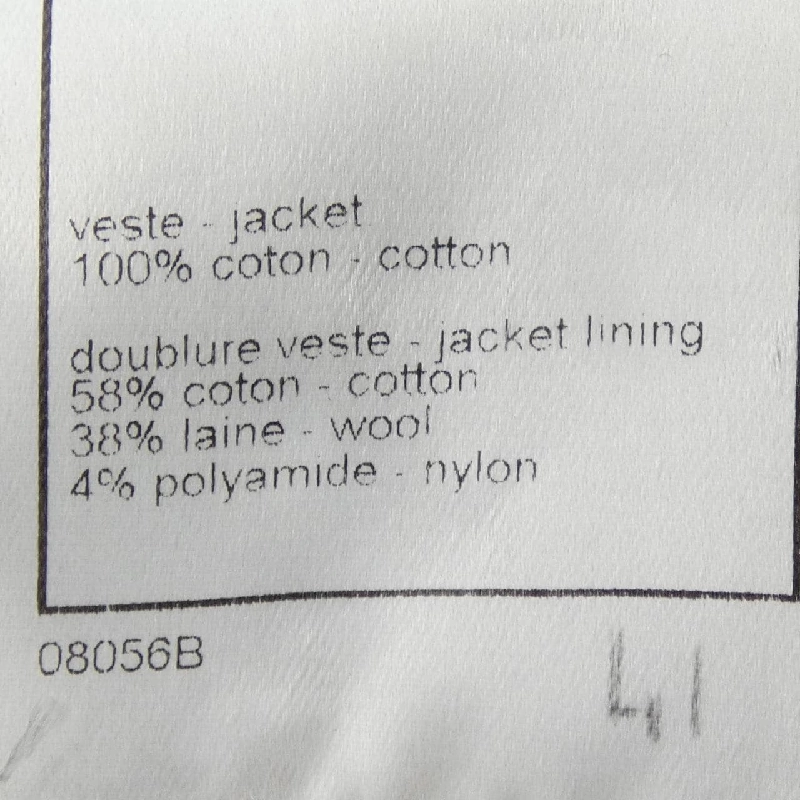 veste - jacket
100% coton - cotton
doublure veste - jacket lining
58% coton - cotton
38% laine - wool
4% polyamide - nylon
08056B
41